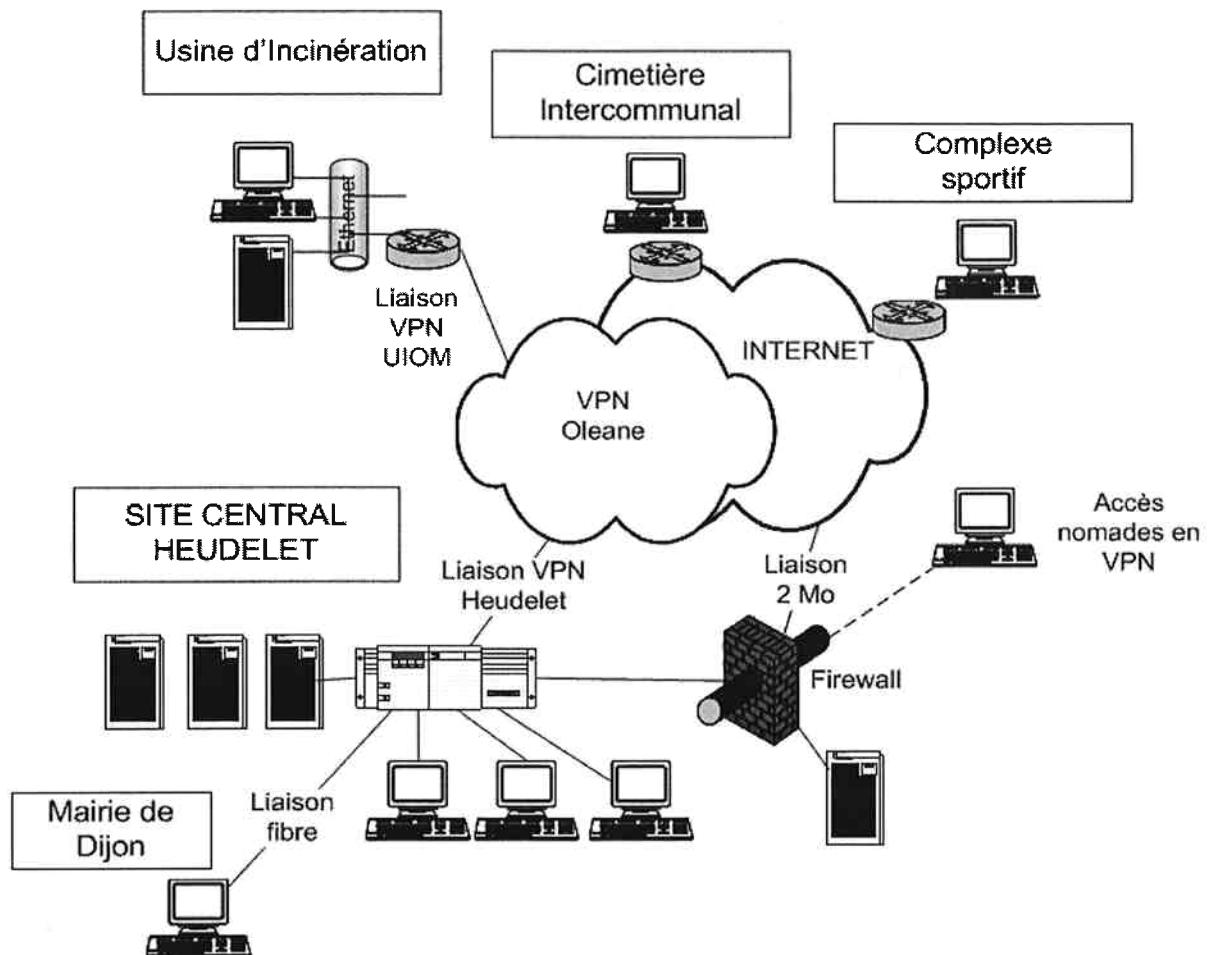 Usine d'Incinération
Cimetière
Intercommunal
Complexe
sportif
Ethernet
Liaison
VPN
UIOM
INTERNET
VPN
Oleane
SITE CENTRAL
HEUDELET
Liaison VPN
Heudelet
Liaison
2 Mo
Accès
nomades en
VPN
Firewall
Mairie de
Dijon
Liaison
fibre